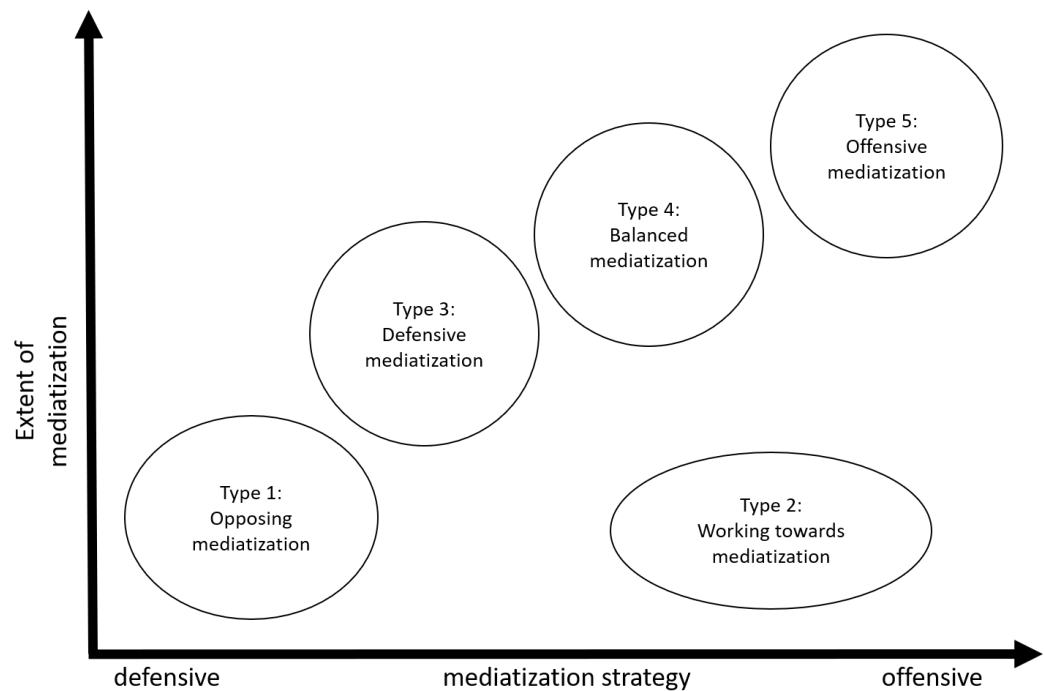 Type 5:
Offensive
mediatization
Type 4:
Balanced
mediatization
Type 3:
Defensive
mediatization
Extent of
mediatization
Type 1:
Opposing
mediatization
Type 2:
Working towards
mediatization
defensive
mediatization strategy
offensive